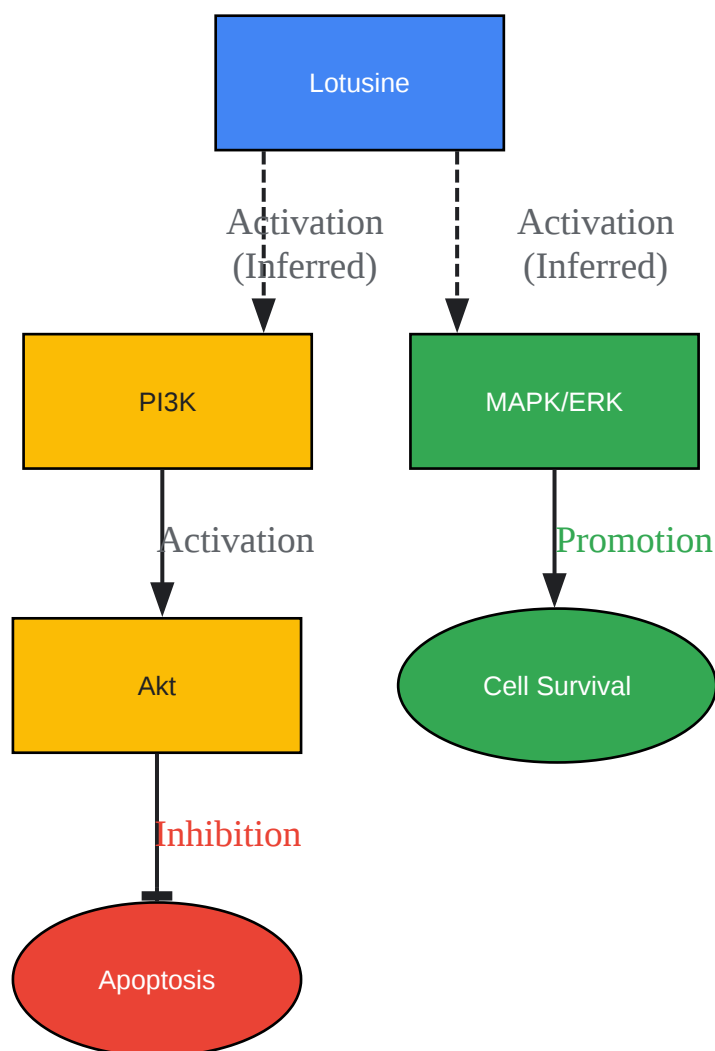 Lotusine
Activation
(Inferred)
Activation
(Inferred)
PI3K
MAPK/ERK
Activation
Promotion
Akt
Cell Survival
Inhibition
Apoptosis